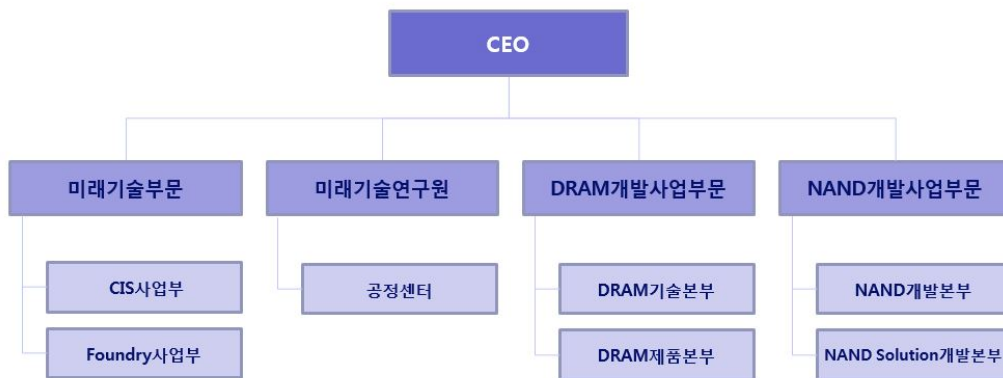 CEO
미래기술부문
미래기술연구원
DRAM개발사업부문
NAND개발사업부문
CIS사업부
공정센터
DRAM기술본부
NAND개발본부
Foundry사업부
DRAM제품본부
NAND Solution개발본부